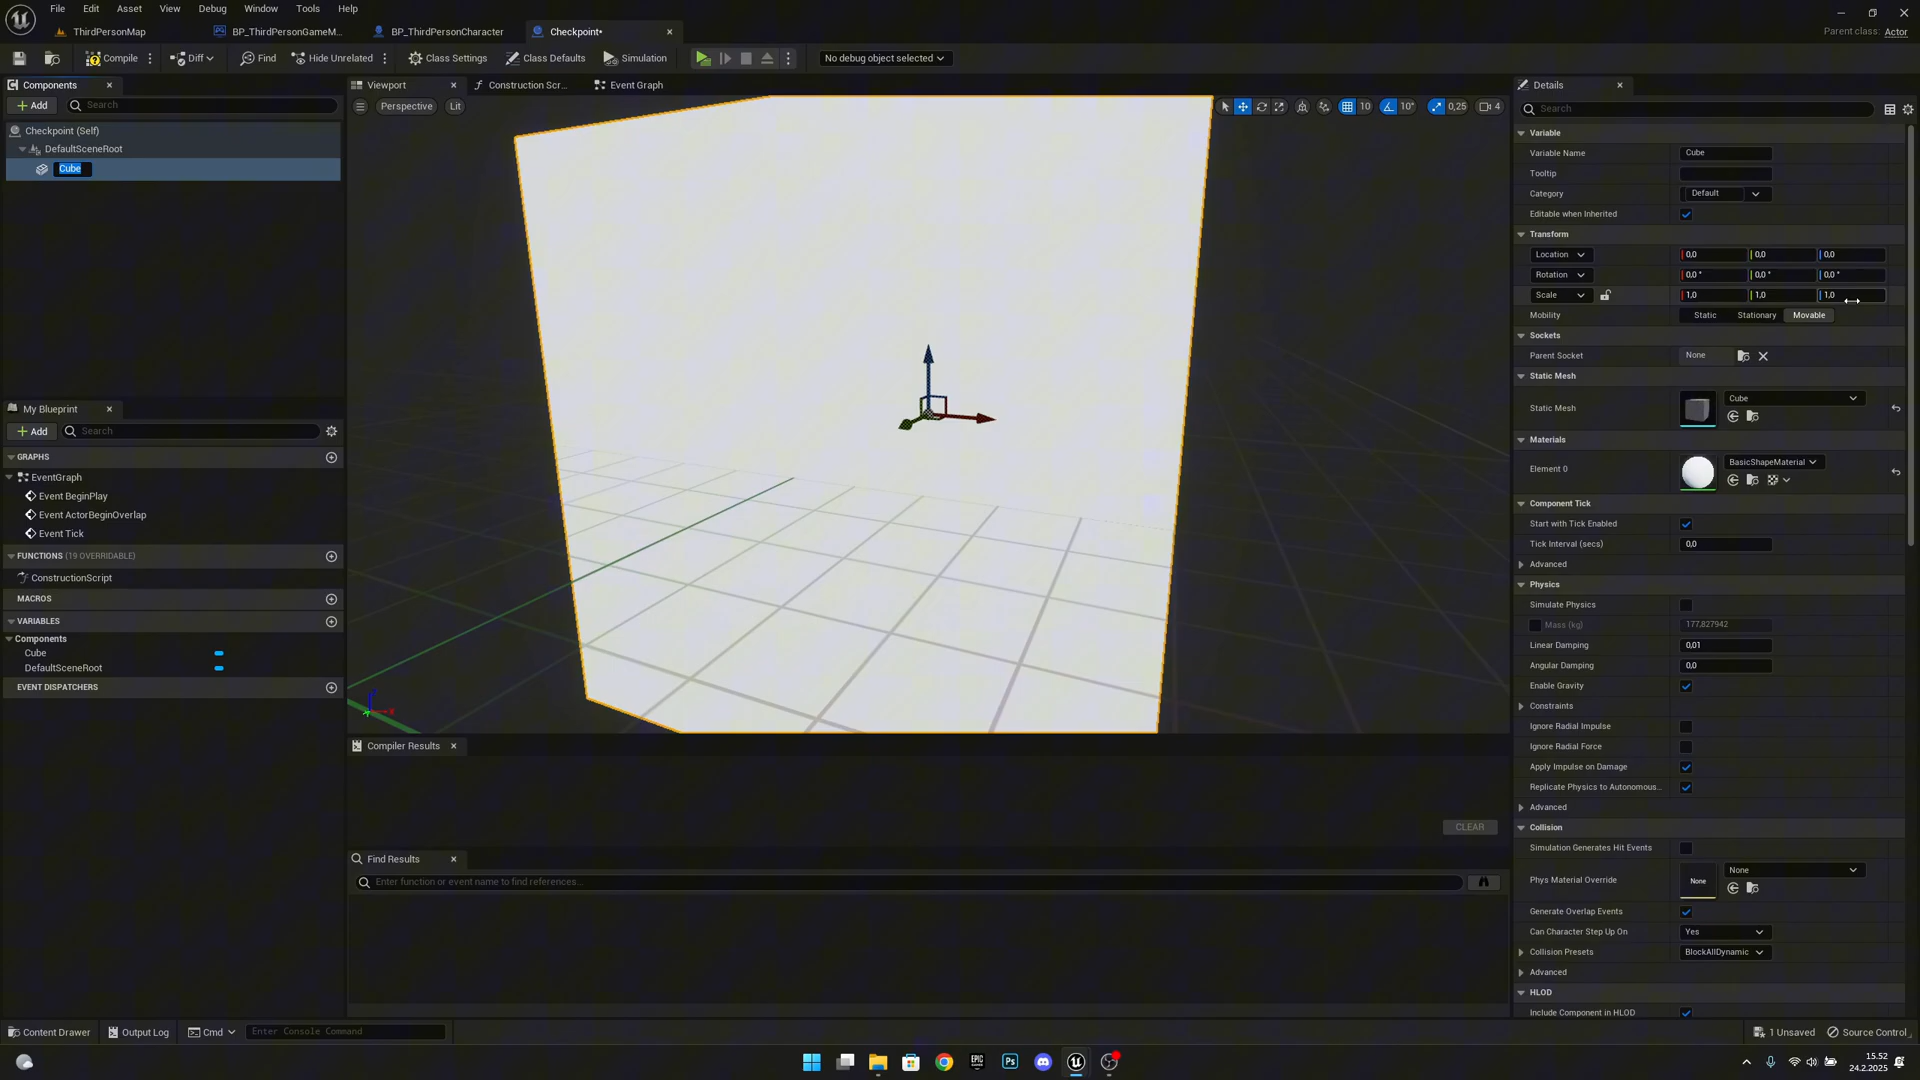 File Edit Asset View Debug Window Tools Help
ThirdPersonMap BP_ThirdPersonGameM... BP_ThirdPersonCharacter Checkpoint•
Parent class: Actor
Compile Diff Find Hide Unrelated Class Settings Class Defaults Simulation No debug object selected
Components
Add Search
Checkpoint (Self)
DefaultSceneRoot
Cube
My Blueprint
Add Search
GRAPHS
EventGraph
Event BeginPlay
Event ActorBeginOverlap
Event Tick
FUNCTIONS (19 OVERRIDABLE)
ConstructionScript
MACROS
VARIABLES
Components
Cube
DefaultSceneRoot
EVENT DISPATCHERS
Viewport Construction Scr... Event Graph
Perspective Lit 10 10° 0,25 4
Compiler Results
CLEAR
Find Results
Enter function or event name to find references...
Details
Search
Variable
Variable Name Cube
Tooltip
Category Default
Editable when Inherited
Transform
Location 0,0 0,0 0,0
Rotation 0,0 ° 0,0 ° 0,0 °
Scale 1,0 1,0 1,0
Mobility Static Stationary Movable
Sockets
Parent Socket None
Static Mesh
Static Mesh Cube
Materials
Element 0 BasicShapeMaterial
Component Tick
Start with Tick Enabled
Tick Interval (secs) 0,0
Advanced
Physics
Simulate Physics
Mass (kg) 177,827942
Linear Damping 0,01
Angular Damping 0,0
Enable Gravity
Constraints
Ignore Radial Impulse
Ignore Radial Force
Apply Impulse on Damage
Replicate Physics to Autonomous...
Advanced
Collision
Simulation Generates Hit Events
Phys Material Override None None
Generate Overlap Events
Can Character Step Up On Yes
Collision Presets BlockAllDynamic
Advanced
HLOD
Include Component in HLOD
Content Drawer Output Log Cmd Enter Console Command 1 Unsaved Source Control
EPIC GAMES Ps 15.52
24.2.2025